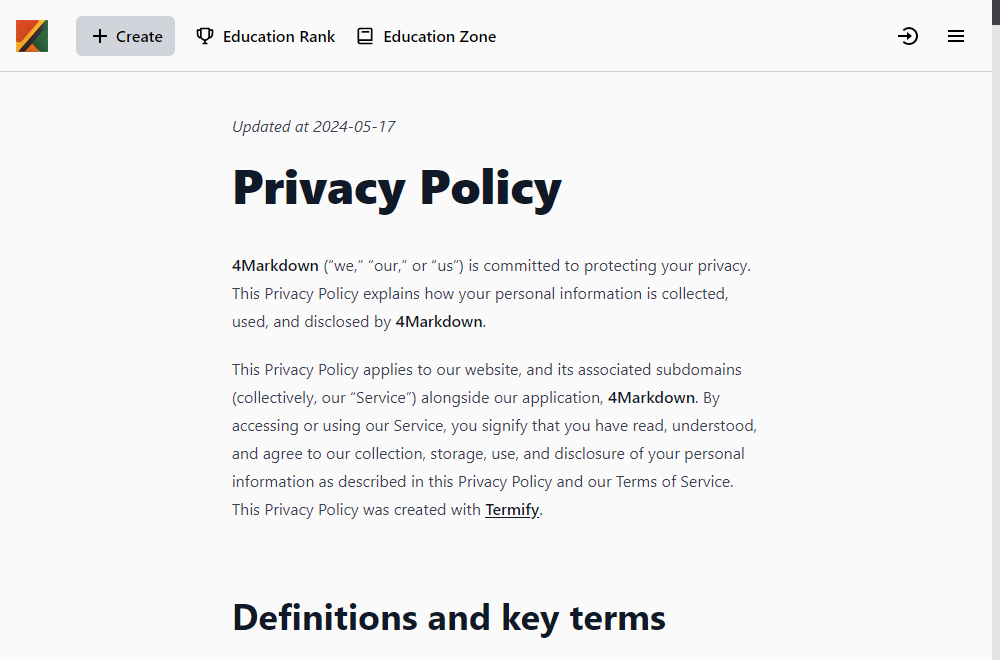 Create
Education Rank
Education Zone
Updated at 2024-05-17
Privacy Policy
4Markdown (“we,” “our,” or “us”) is committed to protecting your privacy.
This Privacy Policy explains how your personal information is collected,
used, and disclosed by 4Markdown.
This Privacy Policy applies to our website, and its associated subdomains
(collectively, our “Service”) alongside our application, 4Markdown. By
accessing or using our Service, you signify that you have read, understood,
and agree to our collection, storage, use, and disclosure of your personal
information as described in this Privacy Policy and our Terms of Service.
This Privacy Policy was created with Termify.
Definitions and key terms